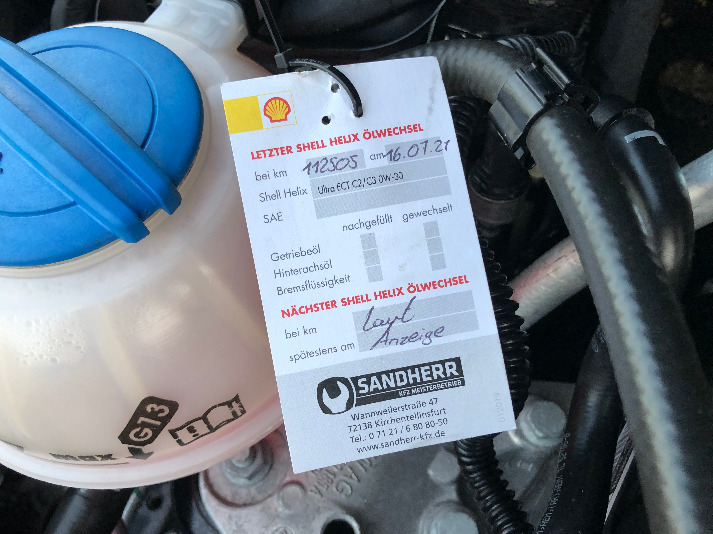 LETZTER SHELL HELIX ÖLWECHSEL
bei km 112505 am 16.07.21
Shell Helix Ultra ECT C2/C3 0W-30
SAE
nachgefüllt gewechselt
Getriebeöl
Hinterachsöl
Bremsflüssigkeit
NÄCHSTER SHELL HELIX ÖLWECHSEL
bei km laut
spätestens am Anzeige
SANDHERR
KFZ MEISTERBETRIEB
Wannweilerstraße 47
72138 Kirchentellinsfurt
Tel.: 0 71 21 / 6 80 80-50
www.sandherr-kfz.de
G13
max